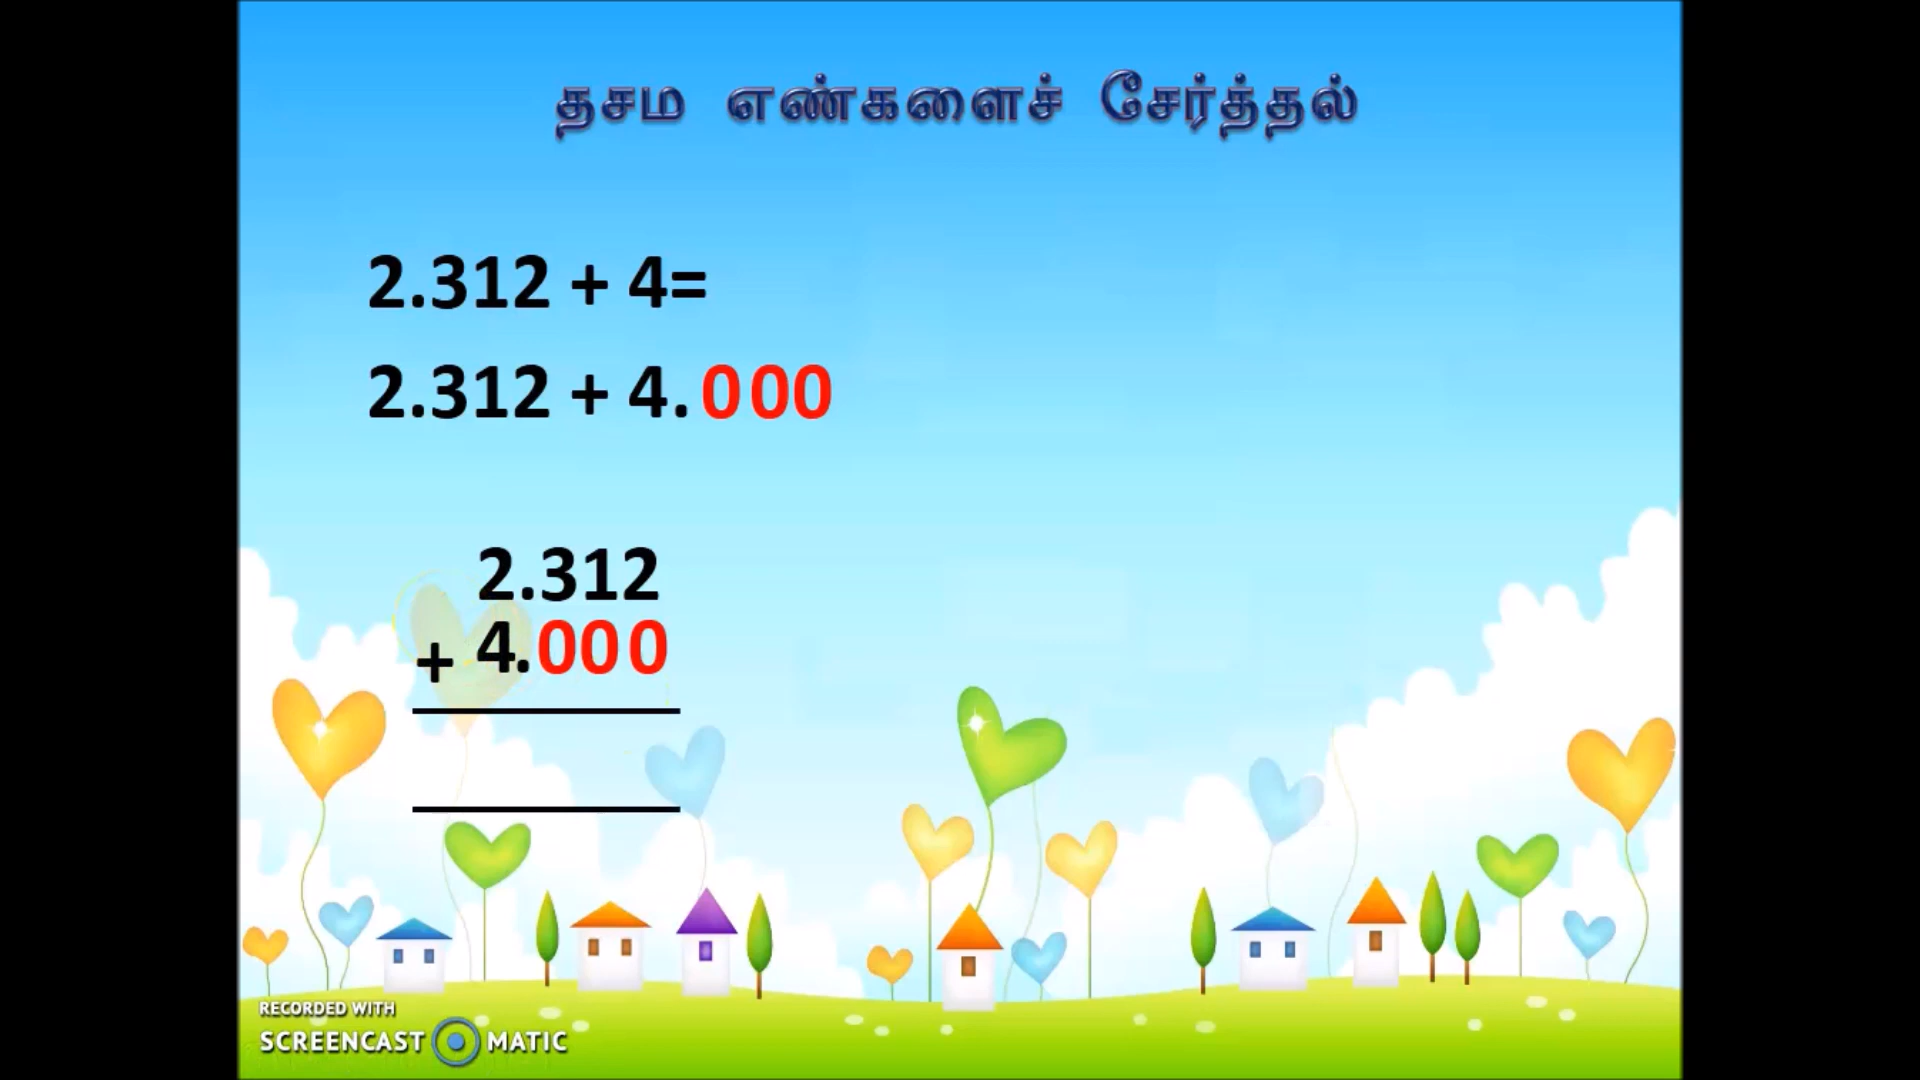 தசம எண்களைச் சேர்த்தல்
2.312 + 4=
2.312 + 4.000
2.312
+ 4.000
RECORDED WITH
SCREENCAST MATIC